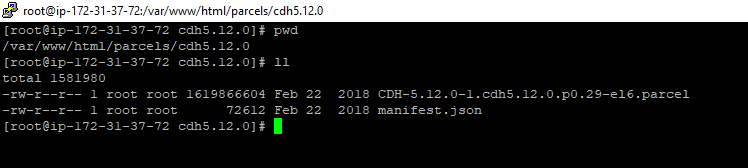 root@ip-172-31-37-72:/var/www/html/parcels/cdh5.12.0
[root@ip-172-31-37-72 cdh5.12.0]# pwd
/var/www/html/parcels/cdh5.12.0
[root@ip-172-31-37-72 cdh5.12.0]# ll
total 1581980
-rw-r--r-- 1 root root 1619866604 Feb 22  2018 CDH-5.12.0-1.cdh5.12.0.p0.29-el6.parcel
-rw-r--r-- 1 root root      72612 Feb 22  2018 manifest.json
[root@ip-172-31-37-72 cdh5.12.0]#